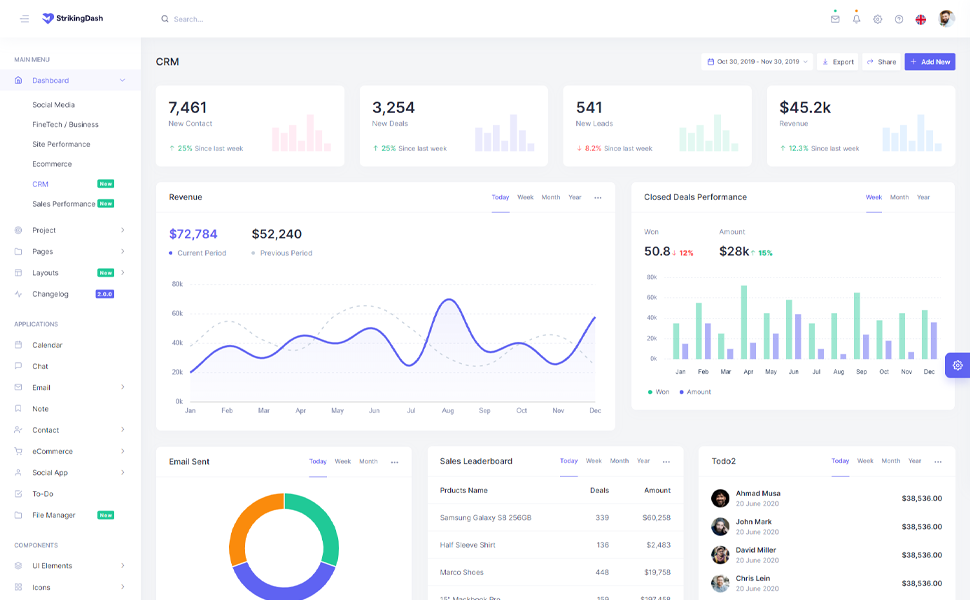 StrikingDash
Search...
MAIN MENU
Dashboard
Social Media
FineTech / Business
Site Performance
Ecommerce
CRM New
Sales Performance New
Project
Pages
Layouts New
Changelog 2.0.0
APPLICATIONS
Calendar
Chat
Email
Note
Contact
eCommerce
Social App
To-Do
File Manager New
COMPONENTS
UI Elements
Icons
CRM
Oct 30, 2019 - Nov 30, 2019
Export
Share
+ Add New
7,461
New Contact
↑ 25% Since last week
3,254
New Deals
↑ 25% Since last week
541
New Leads
↓ 8.2% Since last week
$45.2k
Revenue
↑ 12.3% Since last week
Revenue
Today Week Month Year ...
$72,784 $52,240
Current Period Previous Period
80k
60k
40k
20k
0k
Jan Feb Mar Apr May Jun Jul Aug Sep Oct Nov Dec
Closed Deals Performance
Week Month Year
Won Amount
50.8 ↓ 12% $28k ↑ 15%
80k
60k
40k
20k
0k
Jan Feb Mar Apr May Jun Jul Aug Sep Oct Nov Dec
Won Amount
Email Sent
Today Week Month ...
Sales Leaderboard
Today Week Month Year ...
Prducts Name Deals Amount
Samsung Galaxy S8 256GB 339 $60,258
Half Sleeve Shirt 136 $2,483
Marco Shoes 448 $19,758
15" Mackbook Pro 159 $197,458
Todo2
Today Week Month Year ...
Ahmad Musa
20 June 2020
$38,536.00
John Mark
20 June 2020
$38,536.00
David Miller
20 June 2020
$38,536.00
Chris Lein
20 June 2020
$38,536.00